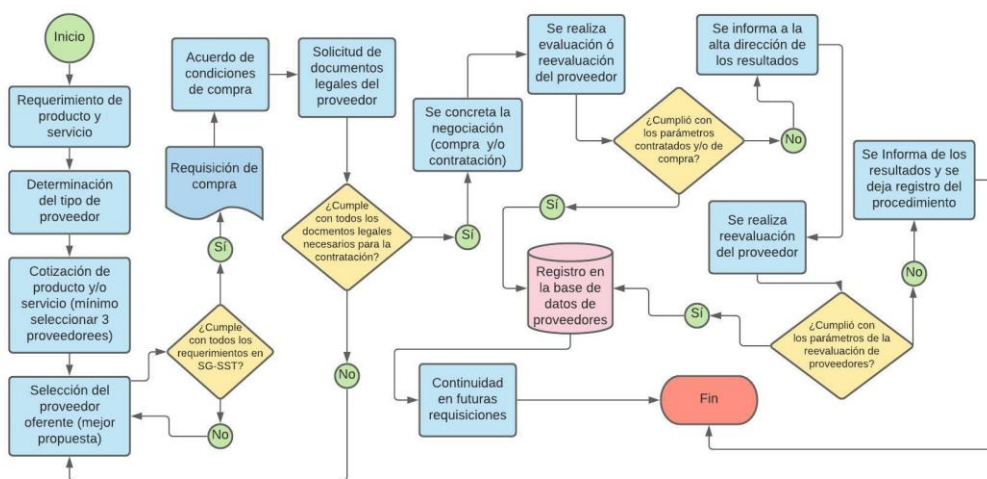 Inicio
Requerimiento de
producto y
servicio
Determinación
del tipo de
proveedor
Cotización de
producto y/o
servicio (mínimo
seleccionar 3
proveedorees)
Selección del
proveedor
oferente (mejor
propuesta)
¿Cumple
con todos los
requerimientos en
SG-SST?
No
Sí
Requisición de
compra
Acuerdo de
condiciones
de compra
Solicitud de
documentos
legales del
proveedor
¿Cumple
con todos los
docmentos legales
necesarios para la
contratación?
No
Sí
Se concreta la
negociación
(compra y/o
contratación)
Se realiza
evaluación ó
reevaluación
del proveedor
¿Cumplió con
los parámetros
contratados y/o de
compra?
No
Sí
Se informa a la
alta dirección de
los resultados
Se realiza
reevaluación
del proveedor
¿Cumplió con
los parámetros de la
reevaluación de
proveedores?
No
Se Informa de los
resultados y se
deja registro del
procedimiento
Sí
Registro en
la base de
datos de
proveedores
Continuidad
en futuras
requisiciones
Fin